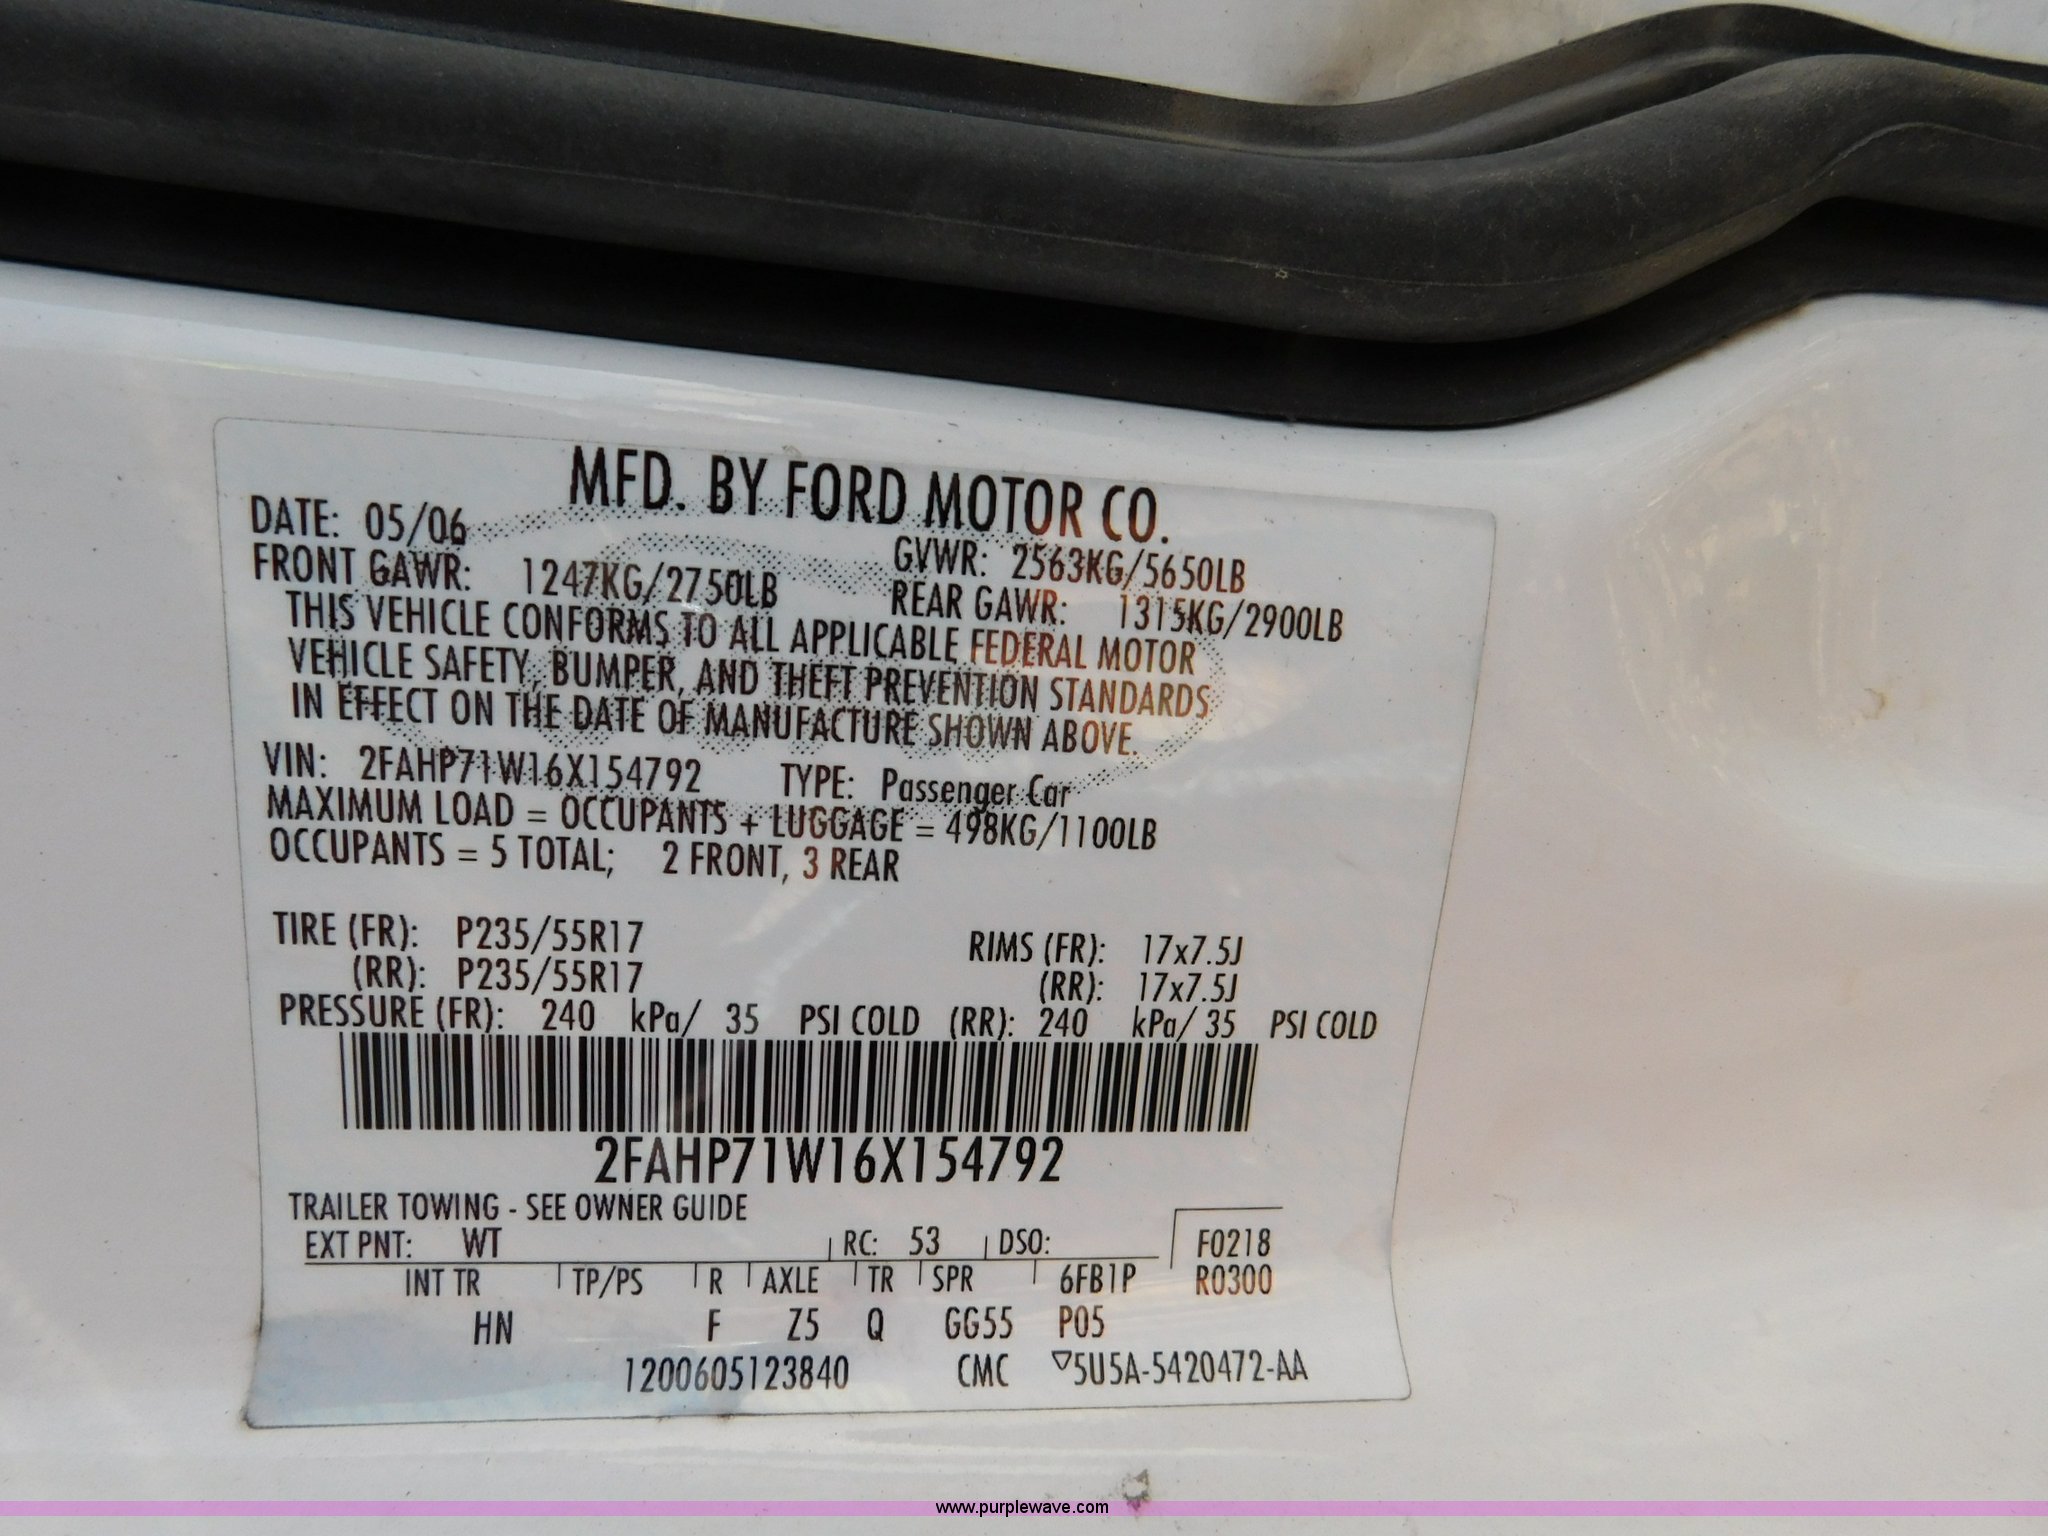 MFD. BY FORD MOTOR CO.
DATE: 05/06 GVWR: 2563KG/5650LB
FRONT GAWR: 1247KG/2750LB REAR GAWR: 1315KG/2900LB
THIS VEHICLE CONFORMS TO ALL APPLICABLE FEDERAL MOTOR
VEHICLE SAFETY, BUMPER, AND THEFT PREVENTION STANDARDS
IN EFFECT ON THE DATE OF MANUFACTURE SHOWN ABOVE.
VIN: 2FAHP71W16X154792 TYPE: Passenger Car
MAXIMUM LOAD = OCCUPANTS + LUGGAGE = 498KG/1100LB
OCCUPANTS = 5 TOTAL; 2 FRONT, 3 REAR
TIRE (FR): P235/55R17 RIMS (FR): 17x7.5J
(RR): P235/55R17 (RR): 17x7.5J
PRESSURE (FR): 240 kPa/ 35 PSI COLD (RR): 240 kPa/ 35 PSI COLD
2FAHP71W16X154792
TRAILER TOWING - SEE OWNER GUIDE
EXT PNT: WT RC: 53 DSO: F0218
INT TR TP/PS R AXLE TR SPR 6FB1P R0300
HN F Z5 Q GG55 P05
1200605123840 CMC ▽5U5A-5420472-AA
www.purplewave.com